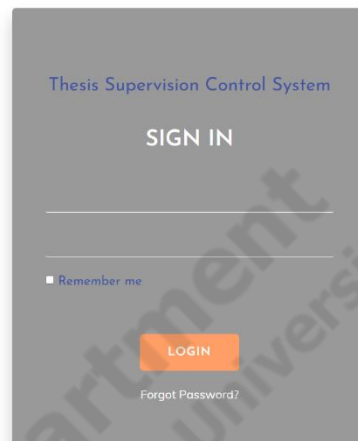 Thesis Supervision Control System
SIGN IN
Remember me
LOGIN
Forgot Password?